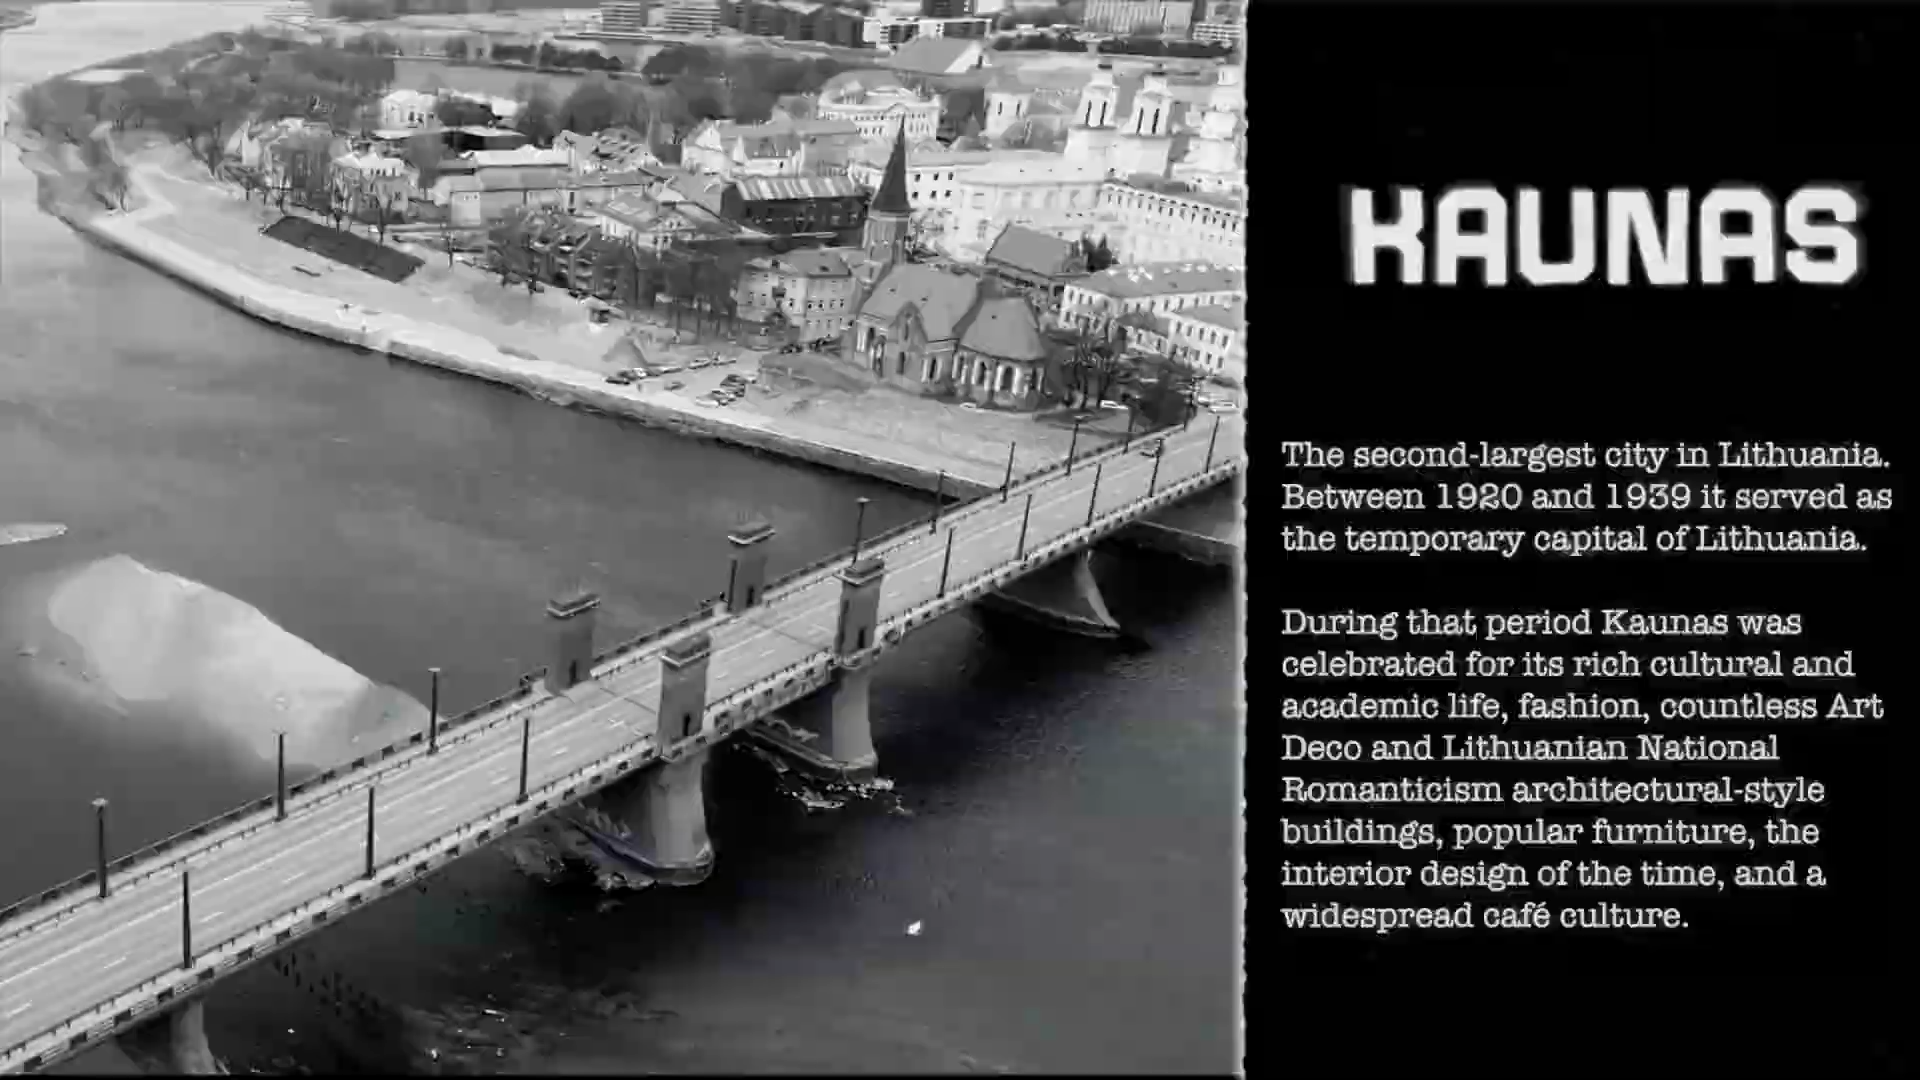 KAUNAS
The second-largest city in Lithuania.
Between 1920 and 1939 it served as
the temporary capital of Lithuania.
During that period Kaunas was
celebrated for its rich cultural and
academic life, fashion, countless Art
Deco and Lithuanian National
Romanticism architectural-style
buildings, popular furniture, the
interior design of the time, and a
widespread café culture.